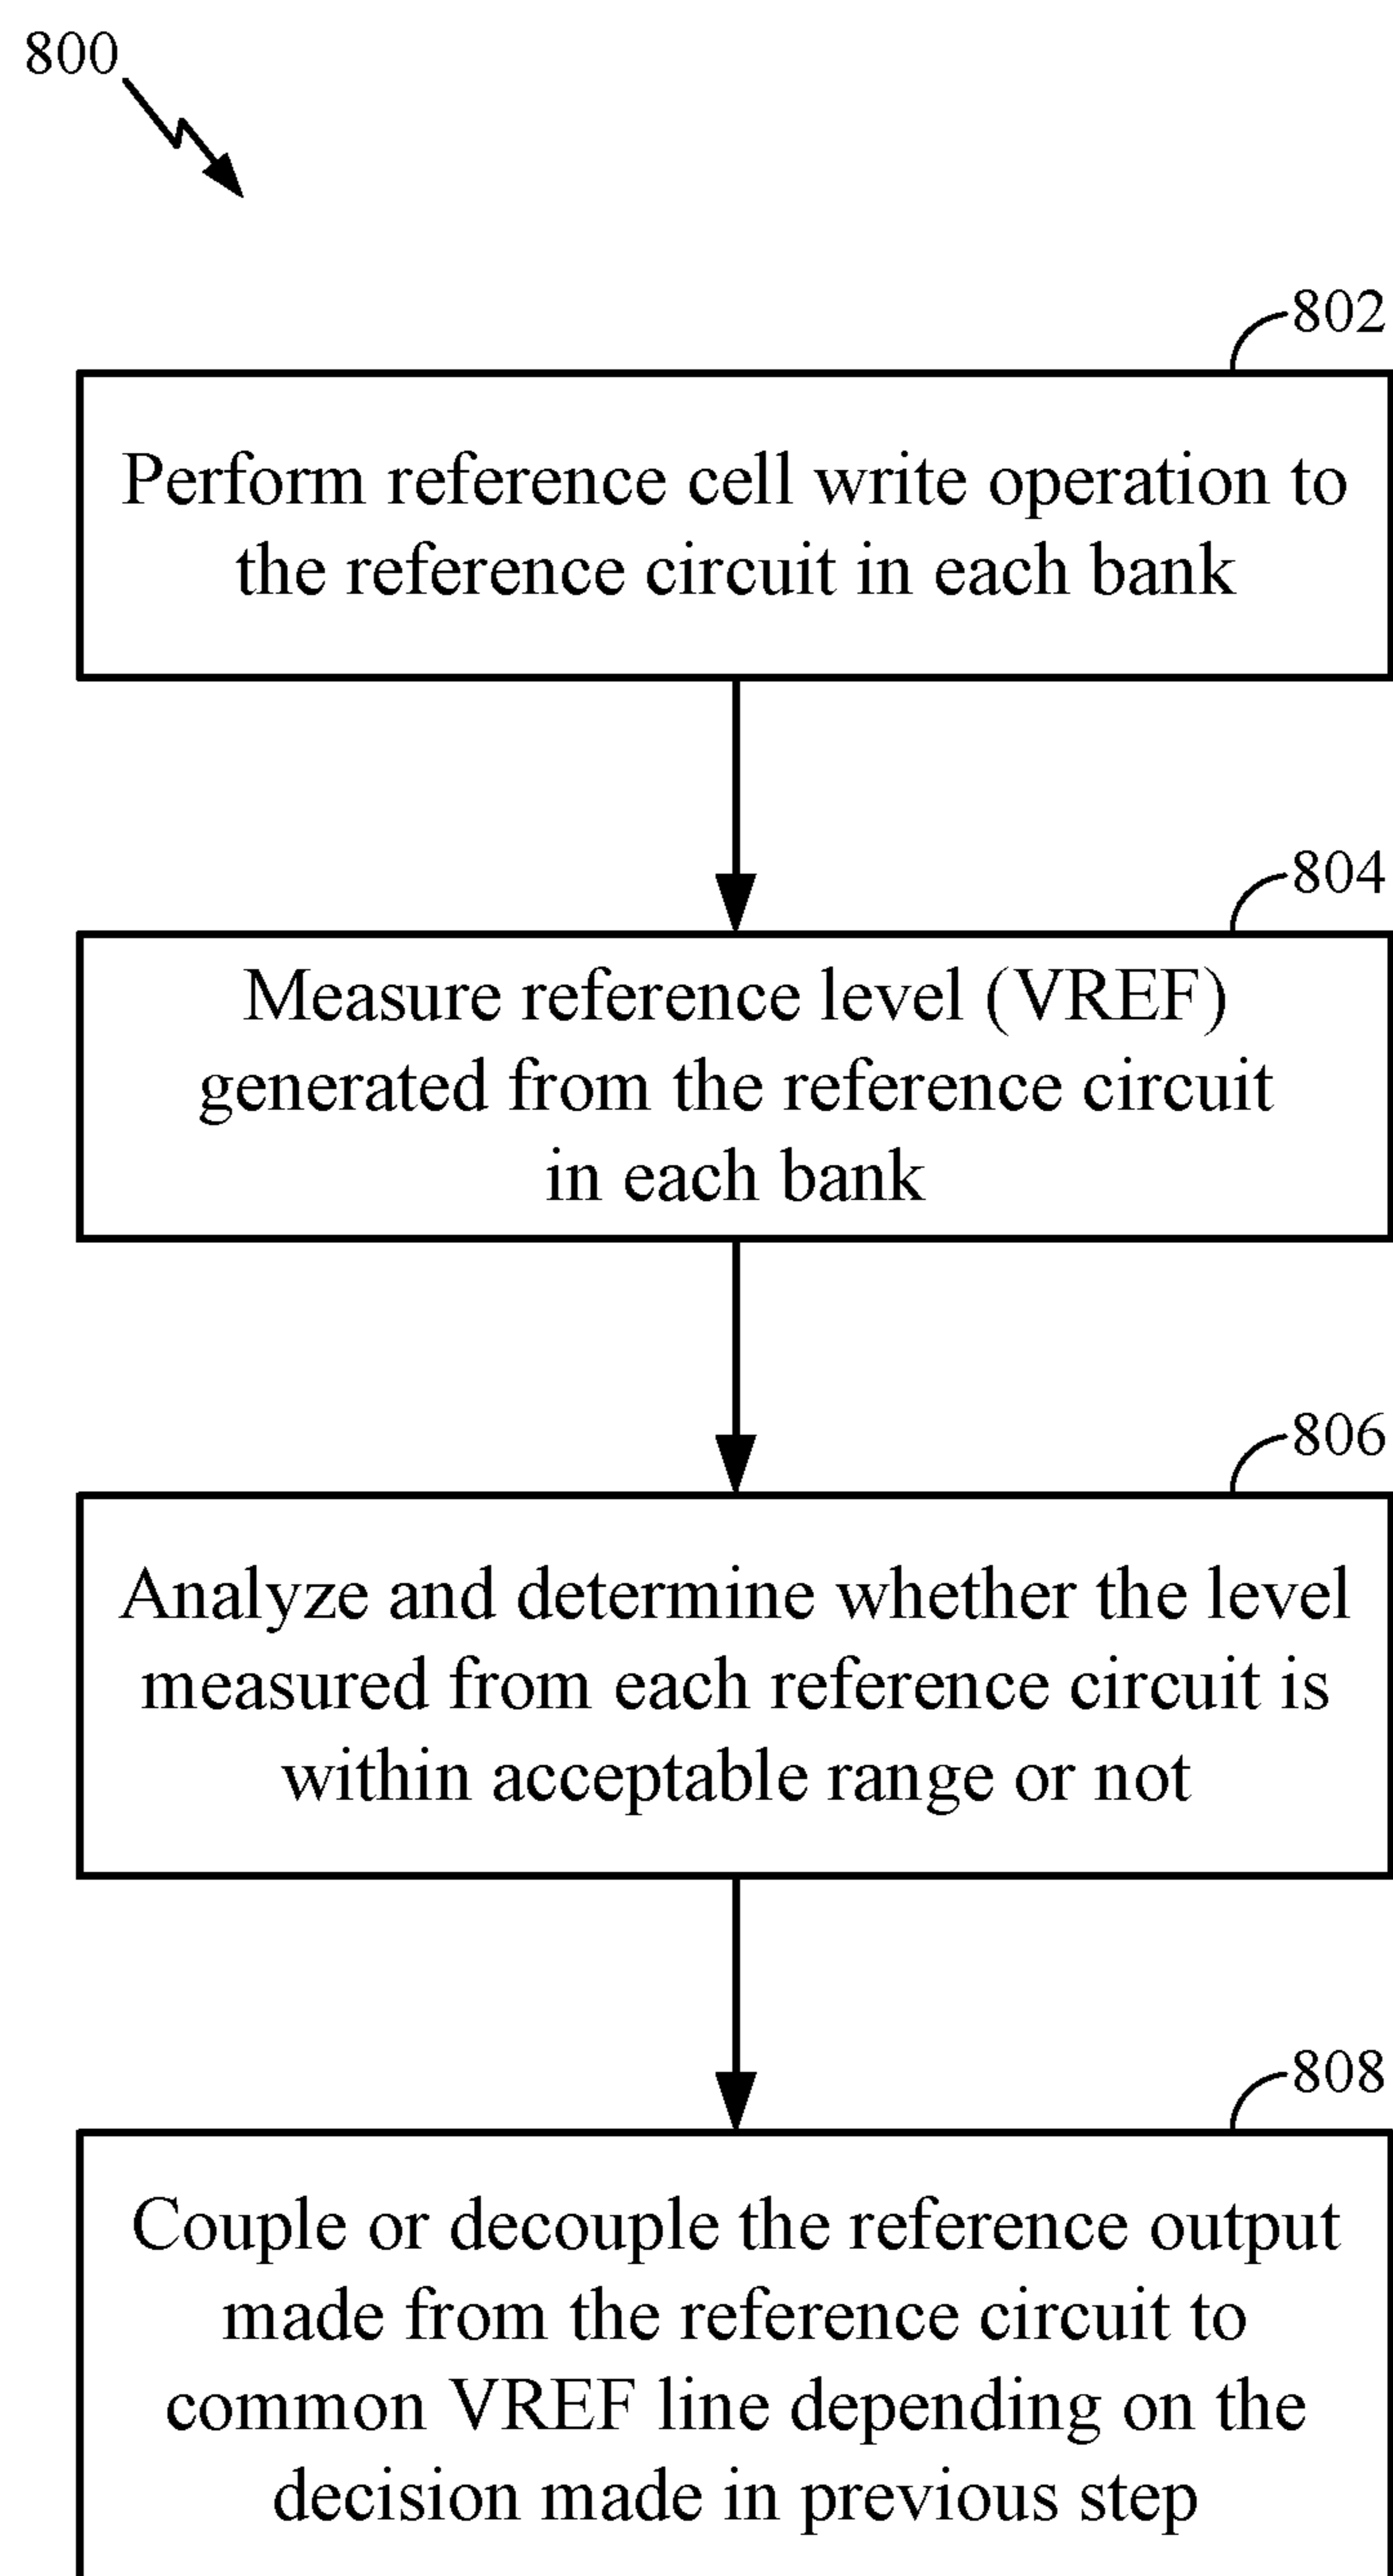 800
802
Perform reference cell write operation to
the reference circuit in each bank
804
Measure reference level (VREF)
generated from the reference circuit
in each bank
806
Analyze and determine whether the level
measured from each reference circuit is
within acceptable range or not
808
Couple or decouple the reference output
made from the reference circuit to
common VREF line depending on the
decision made in previous step